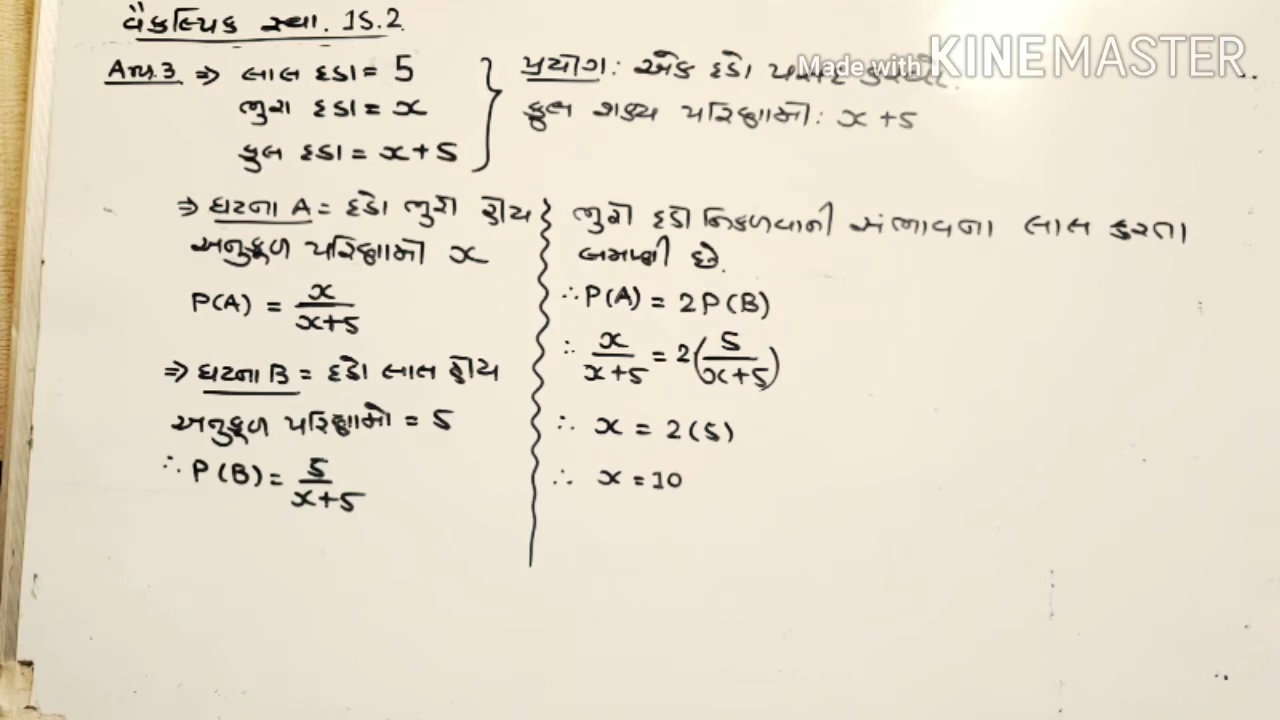 વૈકલ્પિક સ્વા. 15.2
Ans.3 ⇒ લાલ દડા = 5
ભુરા દડા = x
કુલ દડા = x+5
પ્રયોગ: એક દડો
Made with KINEMASTER
કુલ શક્ય પરિણામો: x+5
⇒ ઘટના A = દડો ભુરો હોય
અનુકૂળ પરિણામો x
P(A) = x/(x+5)
⇒ ઘટના B = દડો લાલ હોય
અનુકૂળ પરિણામો = 5
∴ P(B) = 5/(x+5)
ભુરો દડો નિકળવાની સંભાવના લાલ કરતા
બમણી છે.
∴ P(A) = 2P(B)
∴ x/(x+5) = 2(5/(x+5))
∴ x = 2(5)
∴ x = 10